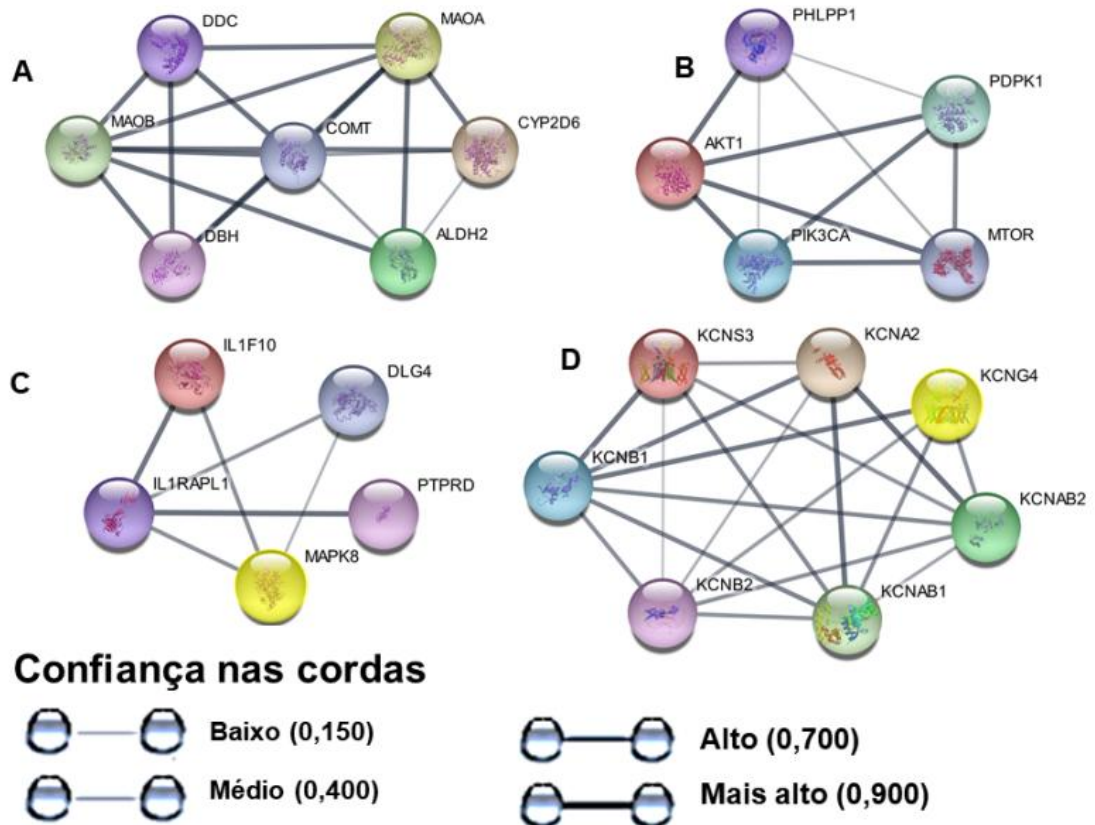 A
DDC
MAOA
MAOB
COMT
CYP2D6
DBH
ALDH2
B
PHLPP1
PDPK1
AKT1
PIK3CA
MTOR
C
IL1F10
DLG4
IL1RAPL1
PTPRD
MAPK8
D
KCNS3
KCNA2
KCNG4
KCNB1
KCNAB2
KCNB2
KCNAB1
Confiança nas cordas
Baixo (0,150)
Médio (0,400)
Alto (0,700)
Mais alto (0,900)